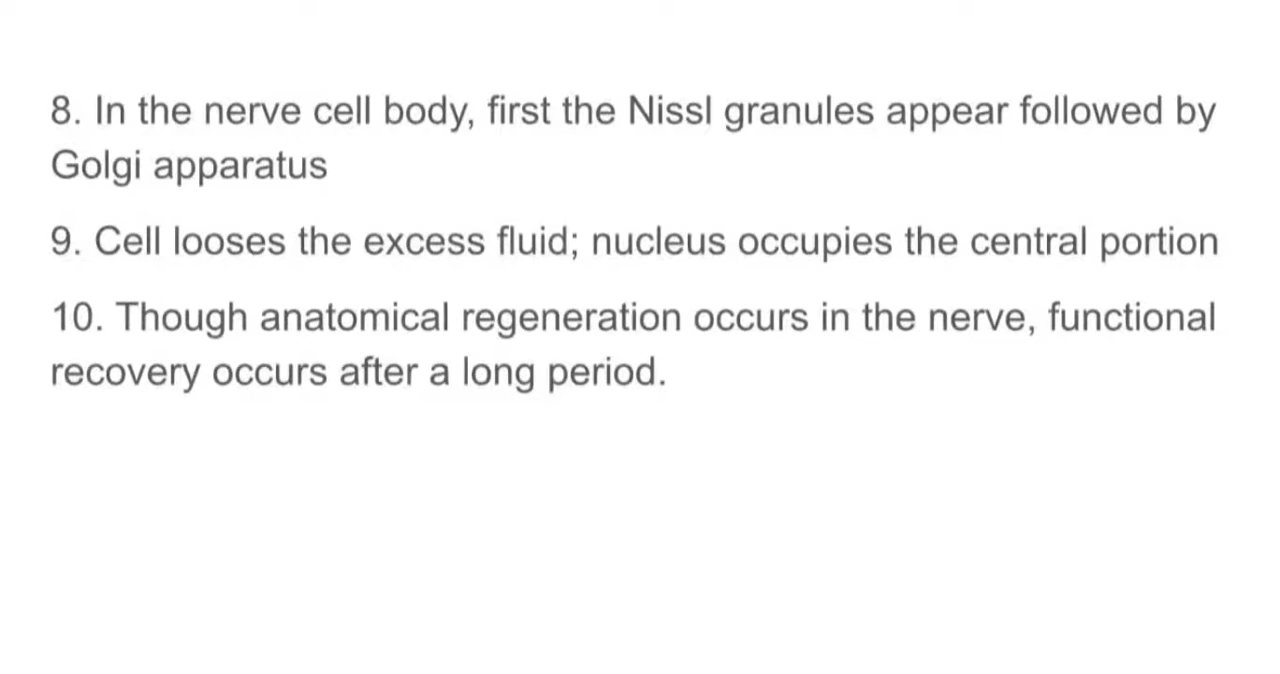 8. In the nerve cell body, first the Nissl granules appear followed by
Golgi apparatus
9. Cell looses the excess fluid; nucleus occupies the central portion
10. Though anatomical regeneration occurs in the nerve, functional
recovery occurs after a long period.